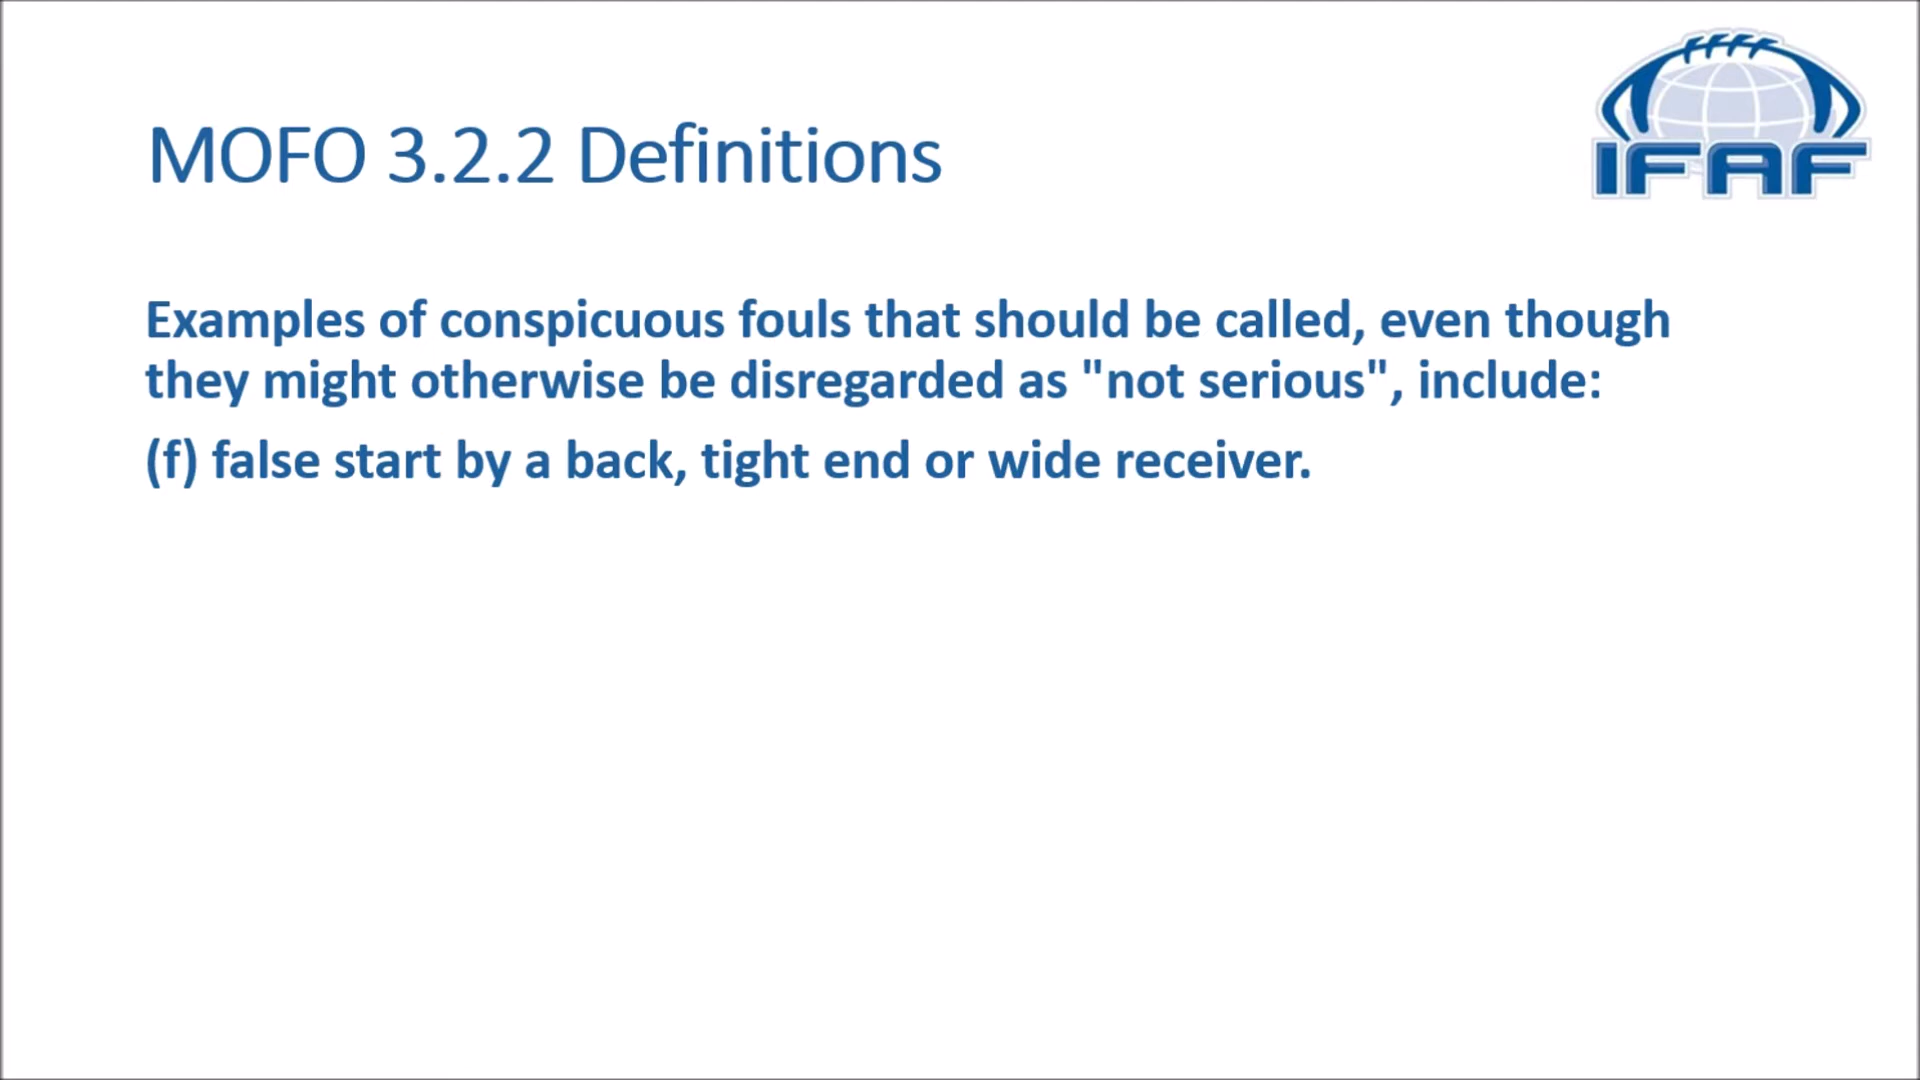 MOFO 3.2.2 Definitions
IFAF
Examples of conspicuous fouls that should be called, even though
they might otherwise be disregarded as "not serious", include:
(f) false start by a back, tight end or wide receiver.